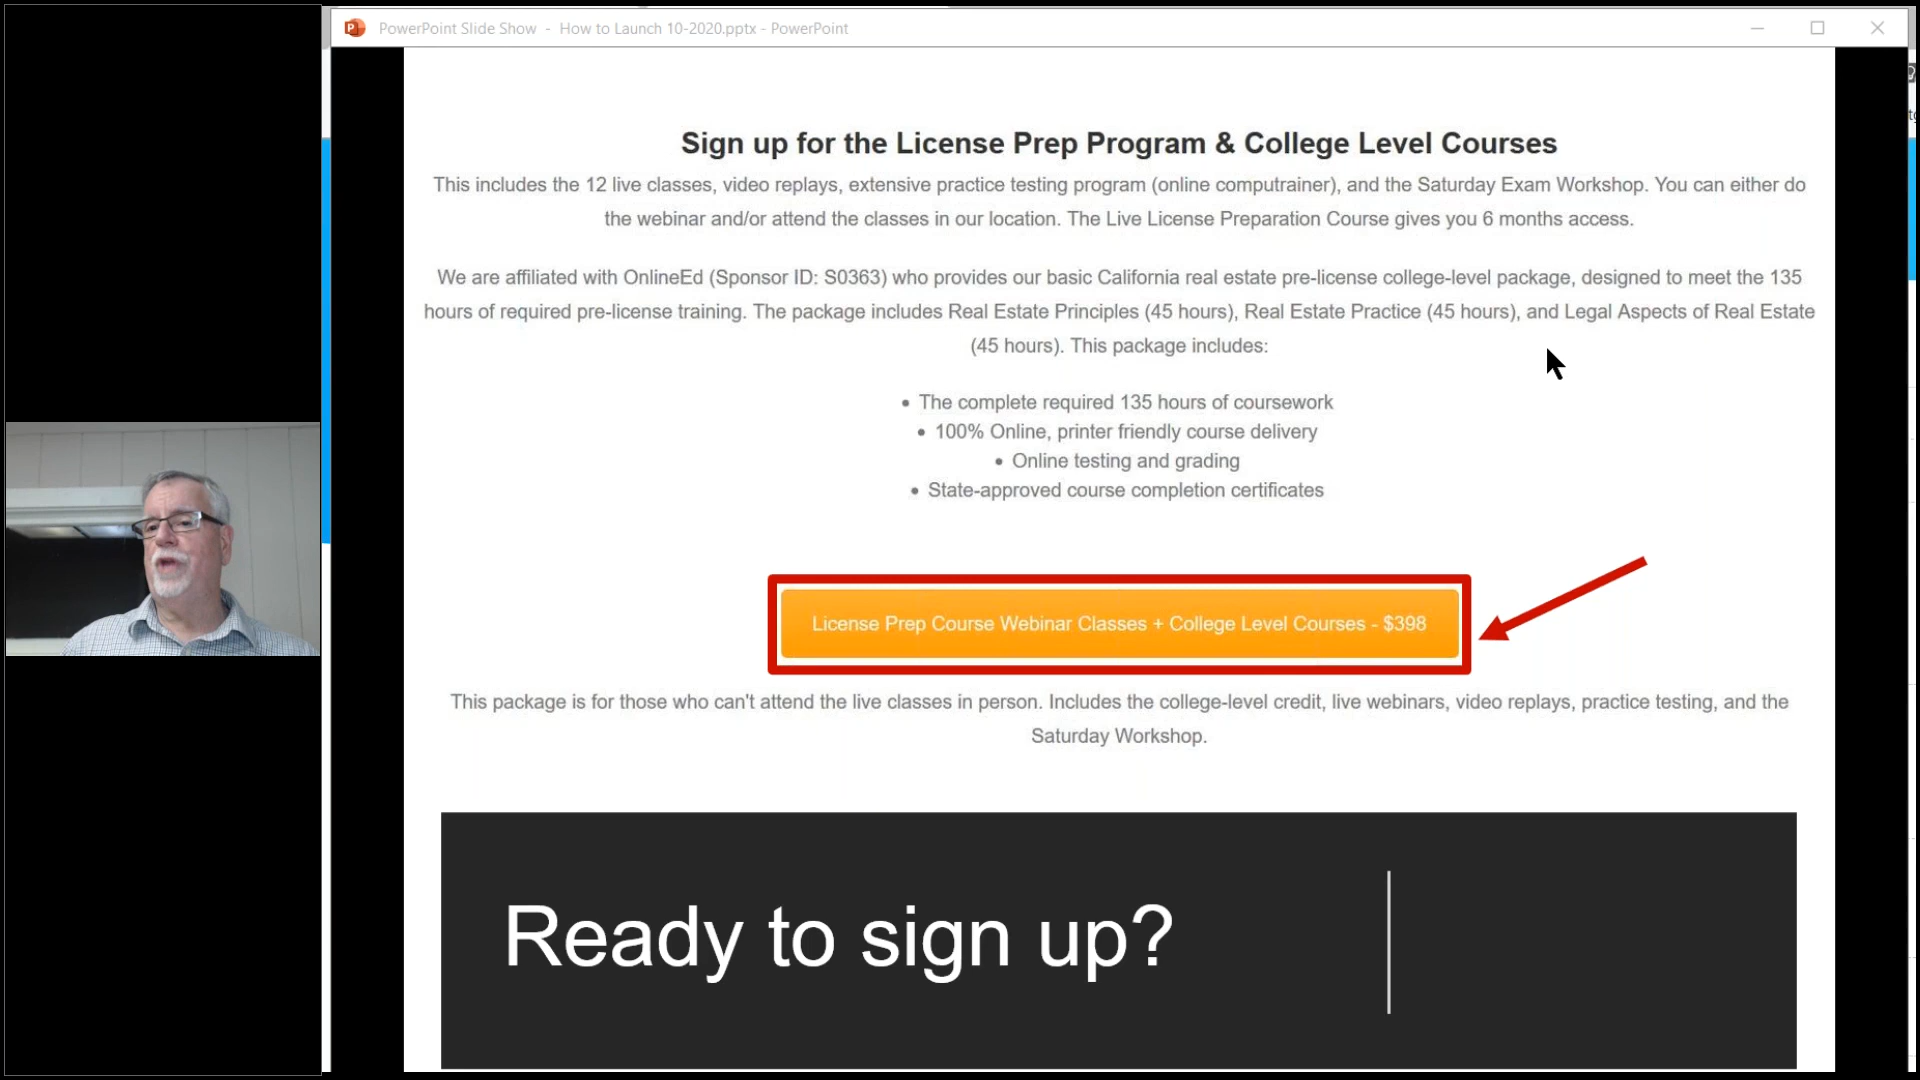 PowerPoint Slide Show - How to Launch 10-2020.pptx - PowerPoint
Sign up for the License Prep Program & College Level Courses
This includes the 12 live classes, video replays, extensive practice testing program (online computrainer), and the Saturday Exam Workshop. You can either do
the webinar and/or attend the classes in our location. The Live License Preparation Course gives you 6 months access.
We are affiliated with OnlineEd (Sponsor ID: S0363) who provides our basic California real estate pre-license college-level package, designed to meet the 135
hours of required pre-license training. The package includes Real Estate Principles (45 hours), Real Estate Practice (45 hours), and Legal Aspects of Real Estate
(45 hours). This package includes:
• The complete required 135 hours of coursework
• 100% Online, printer friendly course delivery
• Online testing and grading
• State-approved course completion certificates
License Prep Course Webinar Classes + College Level Courses - $398
This package is for those who can't attend the live classes in person. Includes the college-level credit, live webinars, video replays, practice testing, and the
Saturday Workshop.
Ready to sign up?